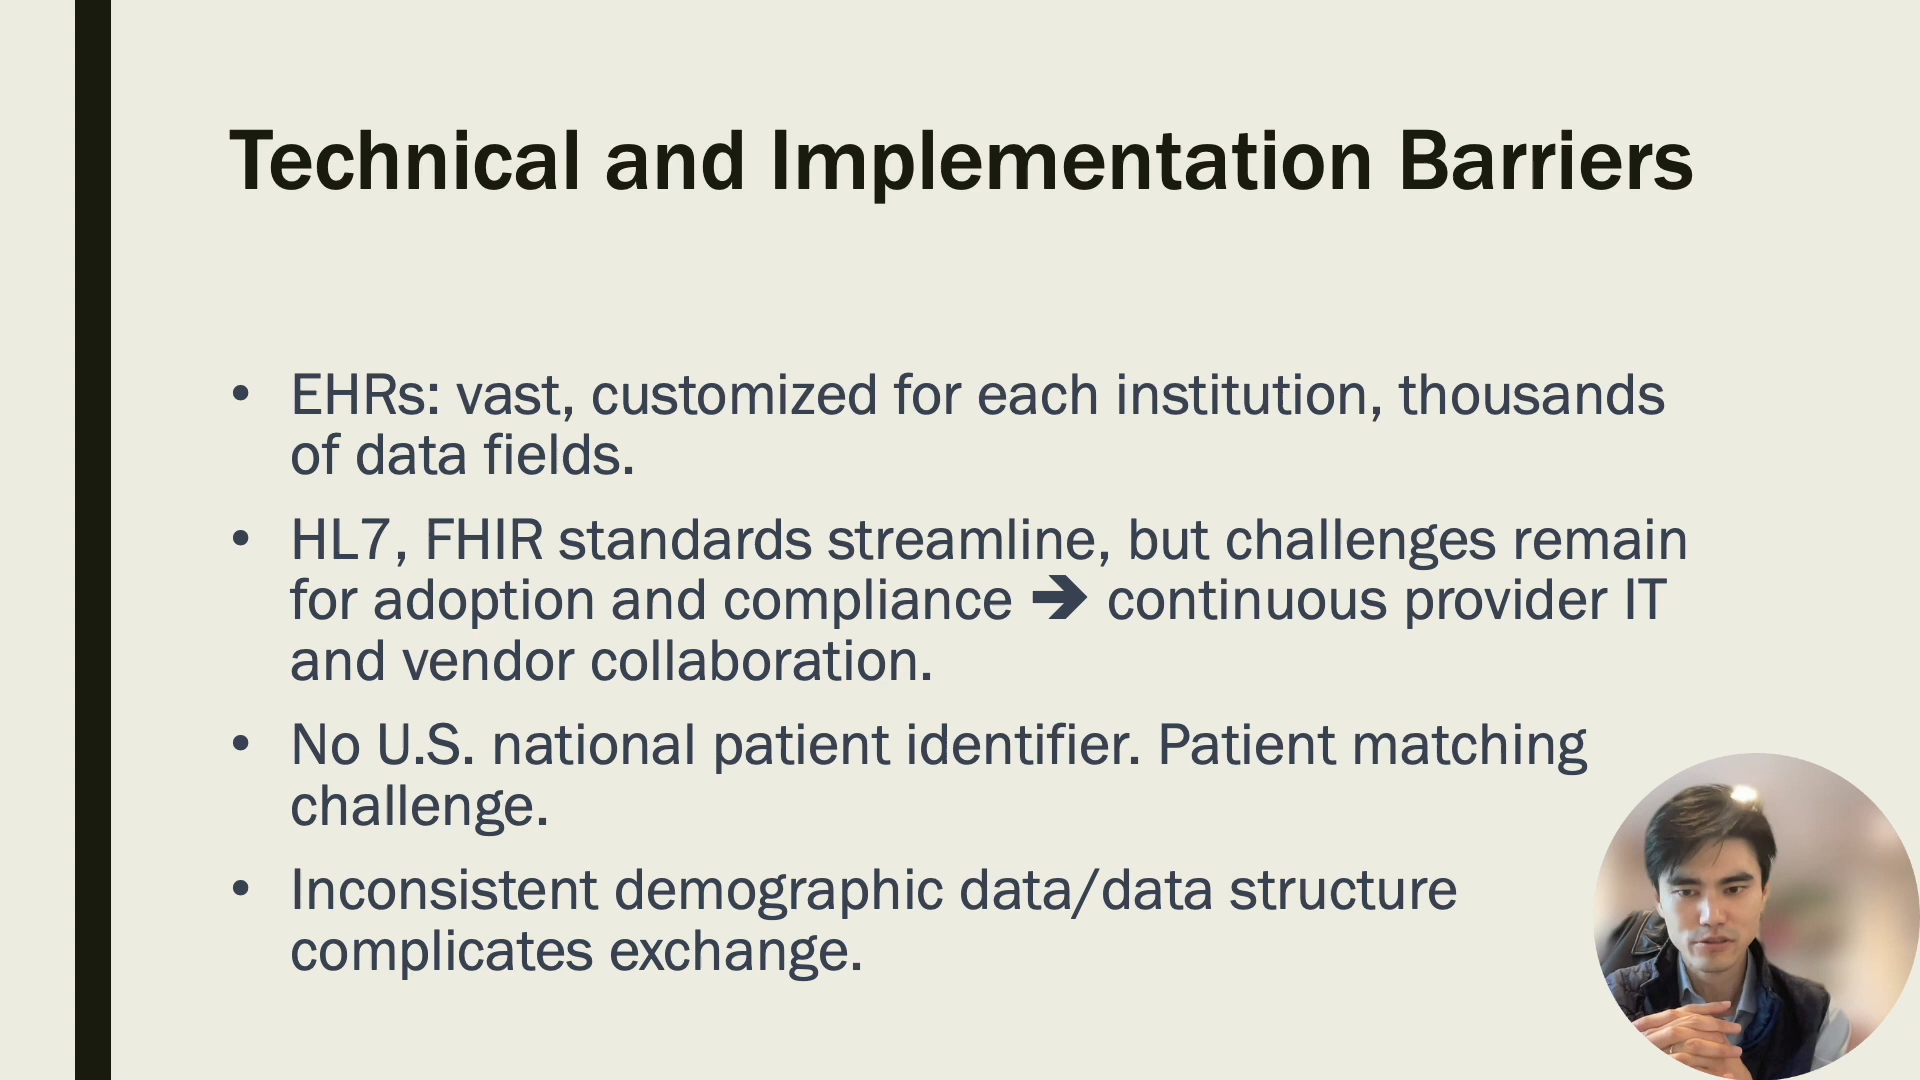 Technical and Implementation Barriers
• EHRs: vast, customized for each institution, thousands
of data fields.
• HL7, FHIR standards streamline, but challenges remain
for adoption and compliance ➔ continuous provider IT
and vendor collaboration.
• No U.S. national patient identifier. Patient matching
challenge.
• Inconsistent demographic data/data structure
complicates exchange.